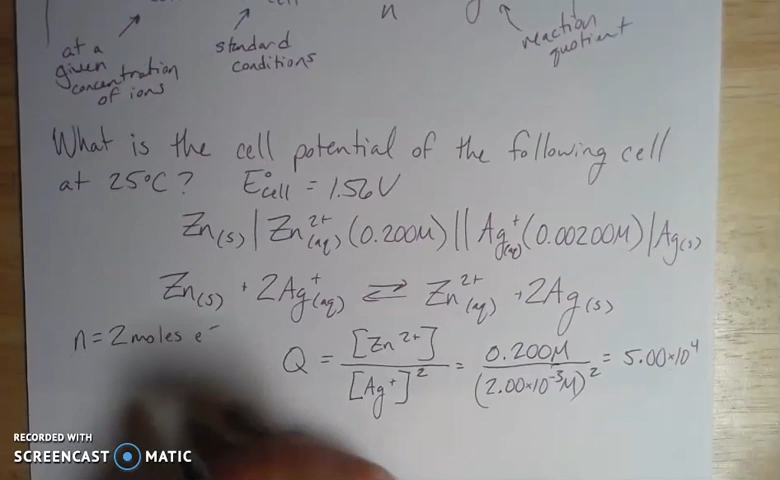 n
at a
given
concentration
of ions
standard
conditions
reaction
quotient
What is the cell potential of the following cell
at 25°C? E°cell = 1.56V
Zn(s) | Zn²⁺(aq) (0.200M) || Ag⁺(aq) (0.00200M) | Ag(s)
Zn(s) + 2Ag⁺(aq) ⇌ Zn²⁺(aq) + 2Ag(s)
n = 2 moles e⁻
Q = [Zn²⁺] / [Ag⁺]² = 0.200M / (2.00×10⁻³M)² = 5.00×10⁴
RECORDED WITH
SCREENCAST MATIC